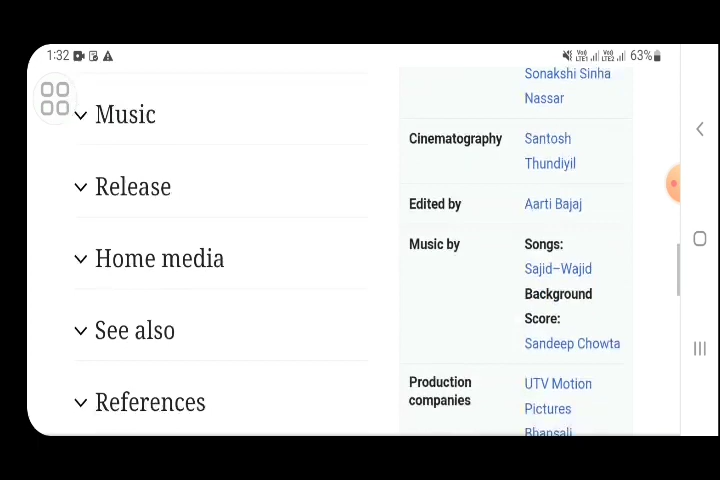 1:32
63%
Music
Release
Home media
See also
References
Sonakshi Sinha
Nassar
Cinematography
Santosh
Thundiyil
Edited by
Aarti Bajaj
Music by
Songs:
Sajid–Wajid
Background
Score:
Sandeep Chowta
Production
companies
UTV Motion
Pictures
Bhansali